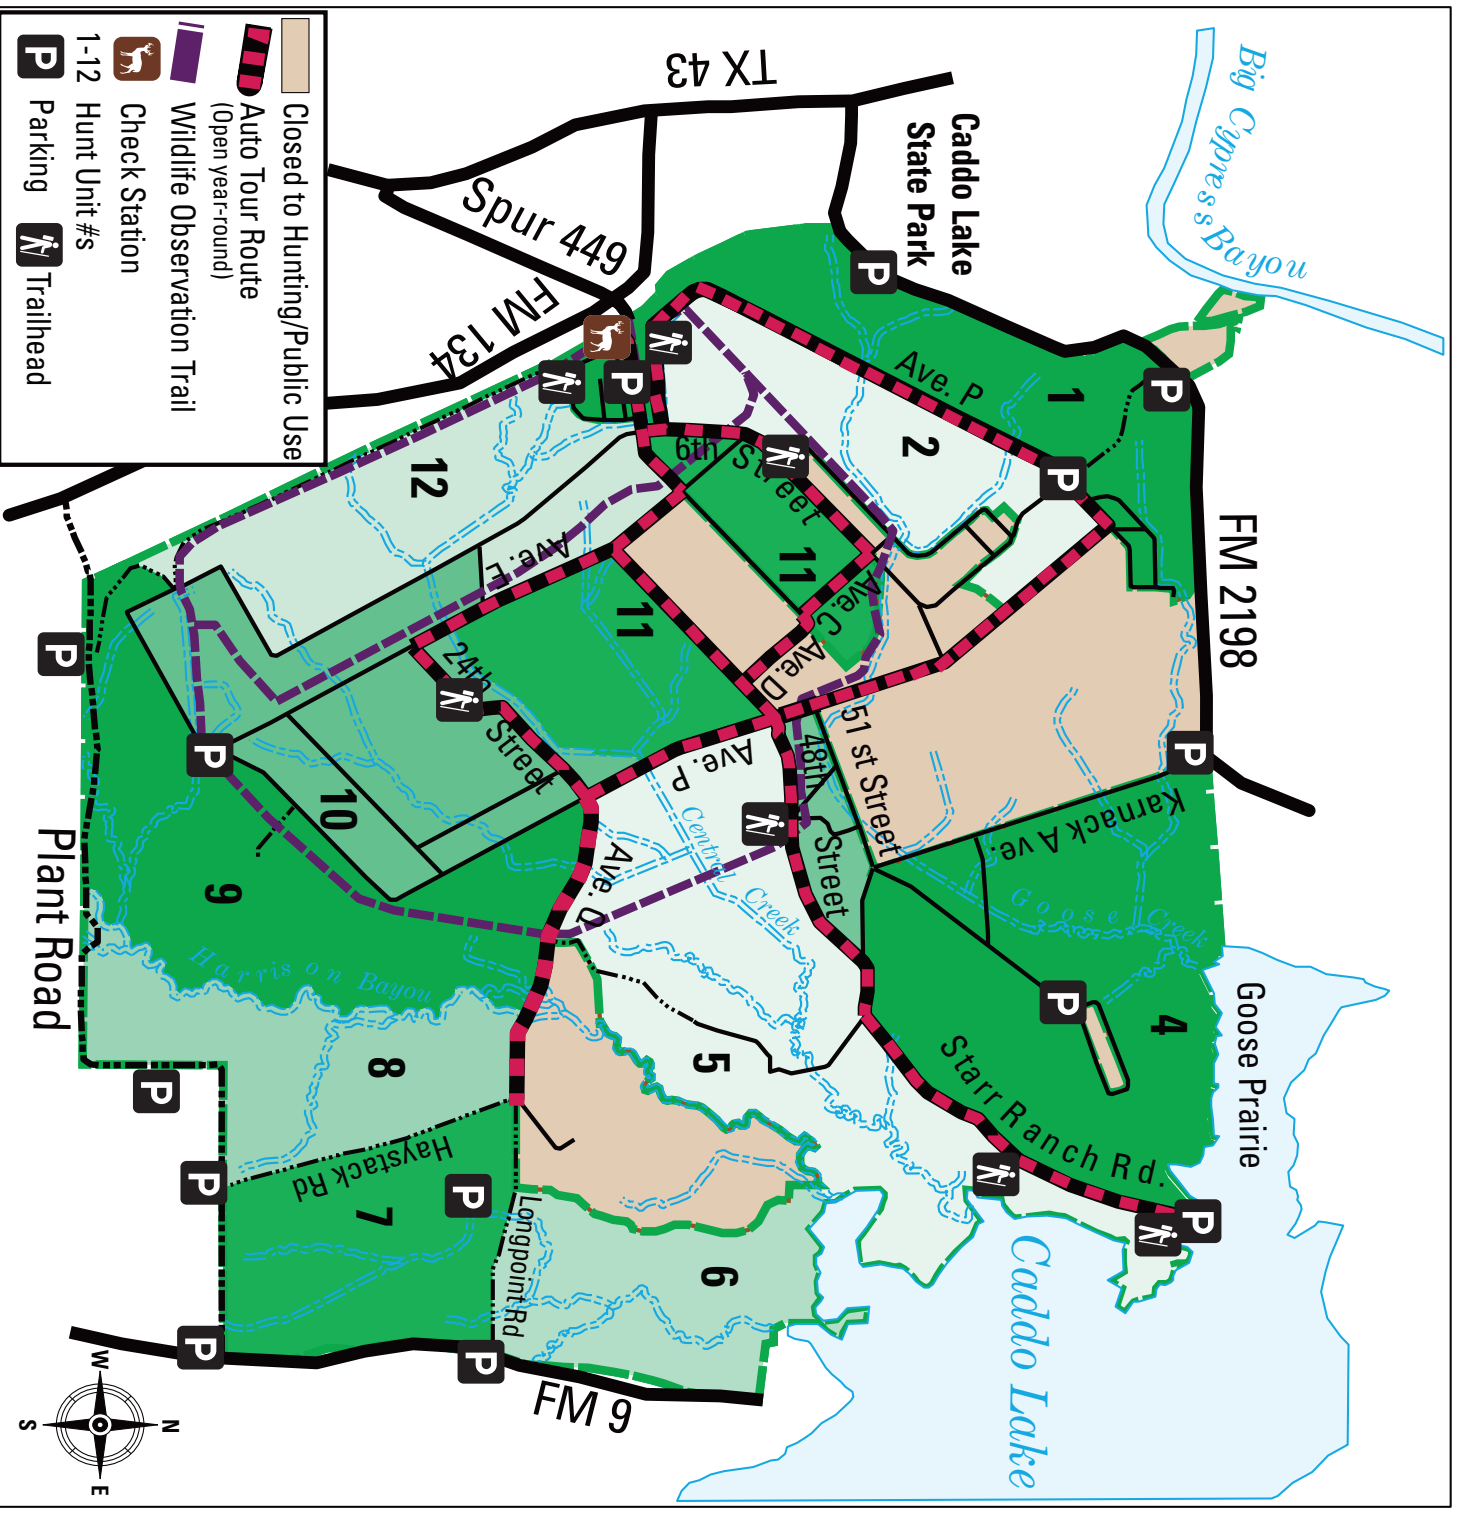 Closed to Hunting/Public Use
Auto Tour Route
(Open year-round)
Wildlife Observation Trail
Check Station
1-12 Hunt Unit #s
P Parking
Trailhead
Big Cypress Bayou
TX 43
Caddo Lake
State Park
Spur 449
FM 134
FM 2198
P
P
P
P
P
P
P
P
P
P
P
P
P
P
1
2
4
5
6
7
8
9
10
11
11
12
Ave. P
6th Street
Ave. C
Ave. D
Ave. E
24th Street
Ave. P
48th Street
51 st Street
Karnack Ave.
Ave. Q
Central Creek
Goose Creek
Goose Prairie
Starr Ranch Rd.
Harrison Bayou
Haystack Rd
Longpoint Rd
Plant Road
FM 9
Caddo Lake
N
E
S
W